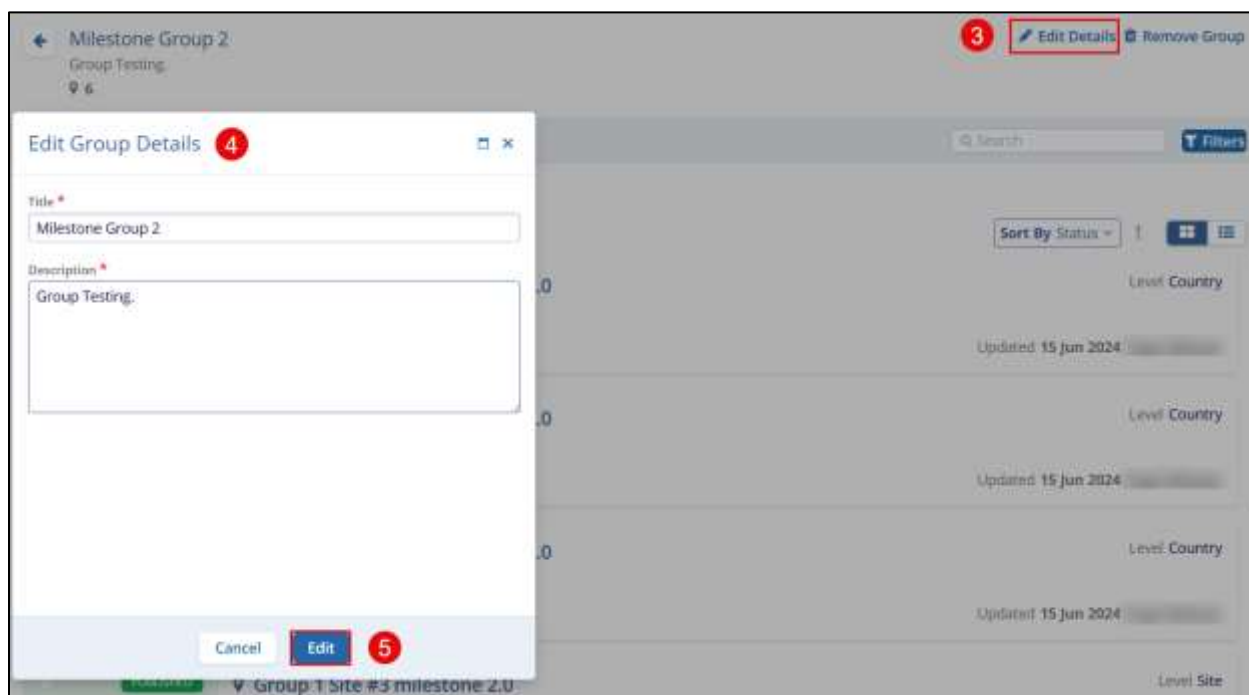 Milestone Group 2
3 Edit Details Remove Group
Group Testing.
6
Edit Group Details 4
Search
Filters
Title *
Milestone Group 2
Sort By Status
Description *
Group Testing.
.0
Level Country
Updated 15 Jun 2024
.0
Level Country
Updated 15 Jun 2024
.0
Level Country
Updated 15 Jun 2024
Cancel
Edit
5
Group 1 Site #3 milestone 2.0
Level Site